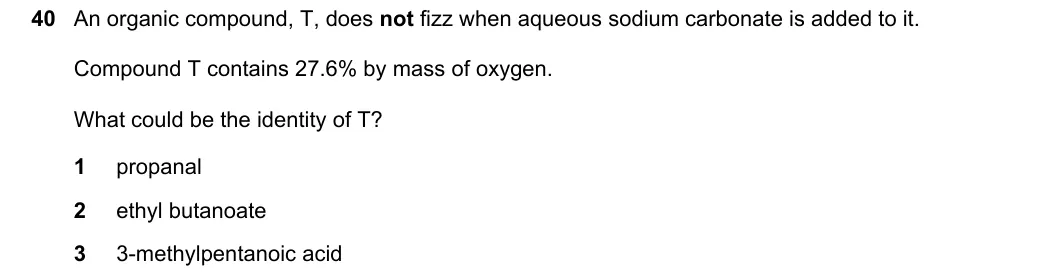 40 An organic compound, T, does not fizz when aqueous sodium carbonate is added to it.
Compound T contains 27.6% by mass of oxygen.
What could be the identity of T?
1 propanal
2 ethyl butanoate
3 3-methylpentanoic acid